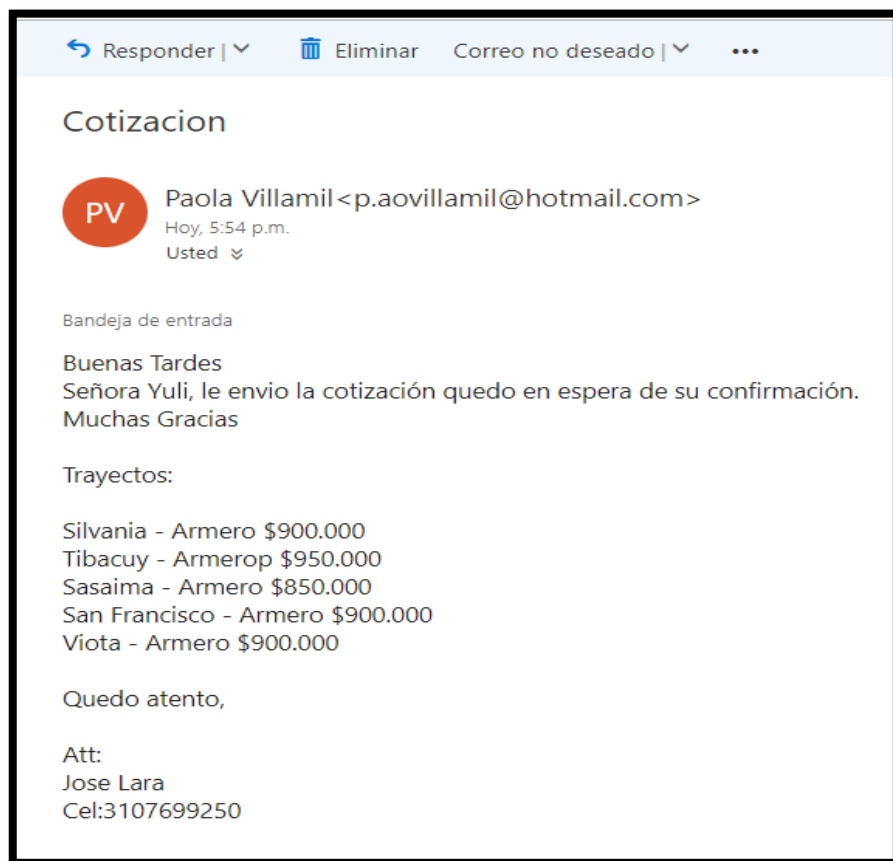 Responder |
Eliminar
Correo no deseado |
Cotizacion
PV
Paola Villamil<p.aovillamil@hotmail.com>
Hoy, 5:54 p.m.
Usted
Bandeja de entrada
Buenas Tardes
Señora Yuli, le envio la cotización quedo en espera de su confirmación.
Muchas Gracias
Trayectos:
Silvania - Armero $900.000
Tibacuy - Armerop $950.000
Sasaima - Armero $850.000
San Francisco - Armero $900.000
Viota - Armero $900.000
Quedo atento,
Att:
Jose Lara
Cel:3107699250